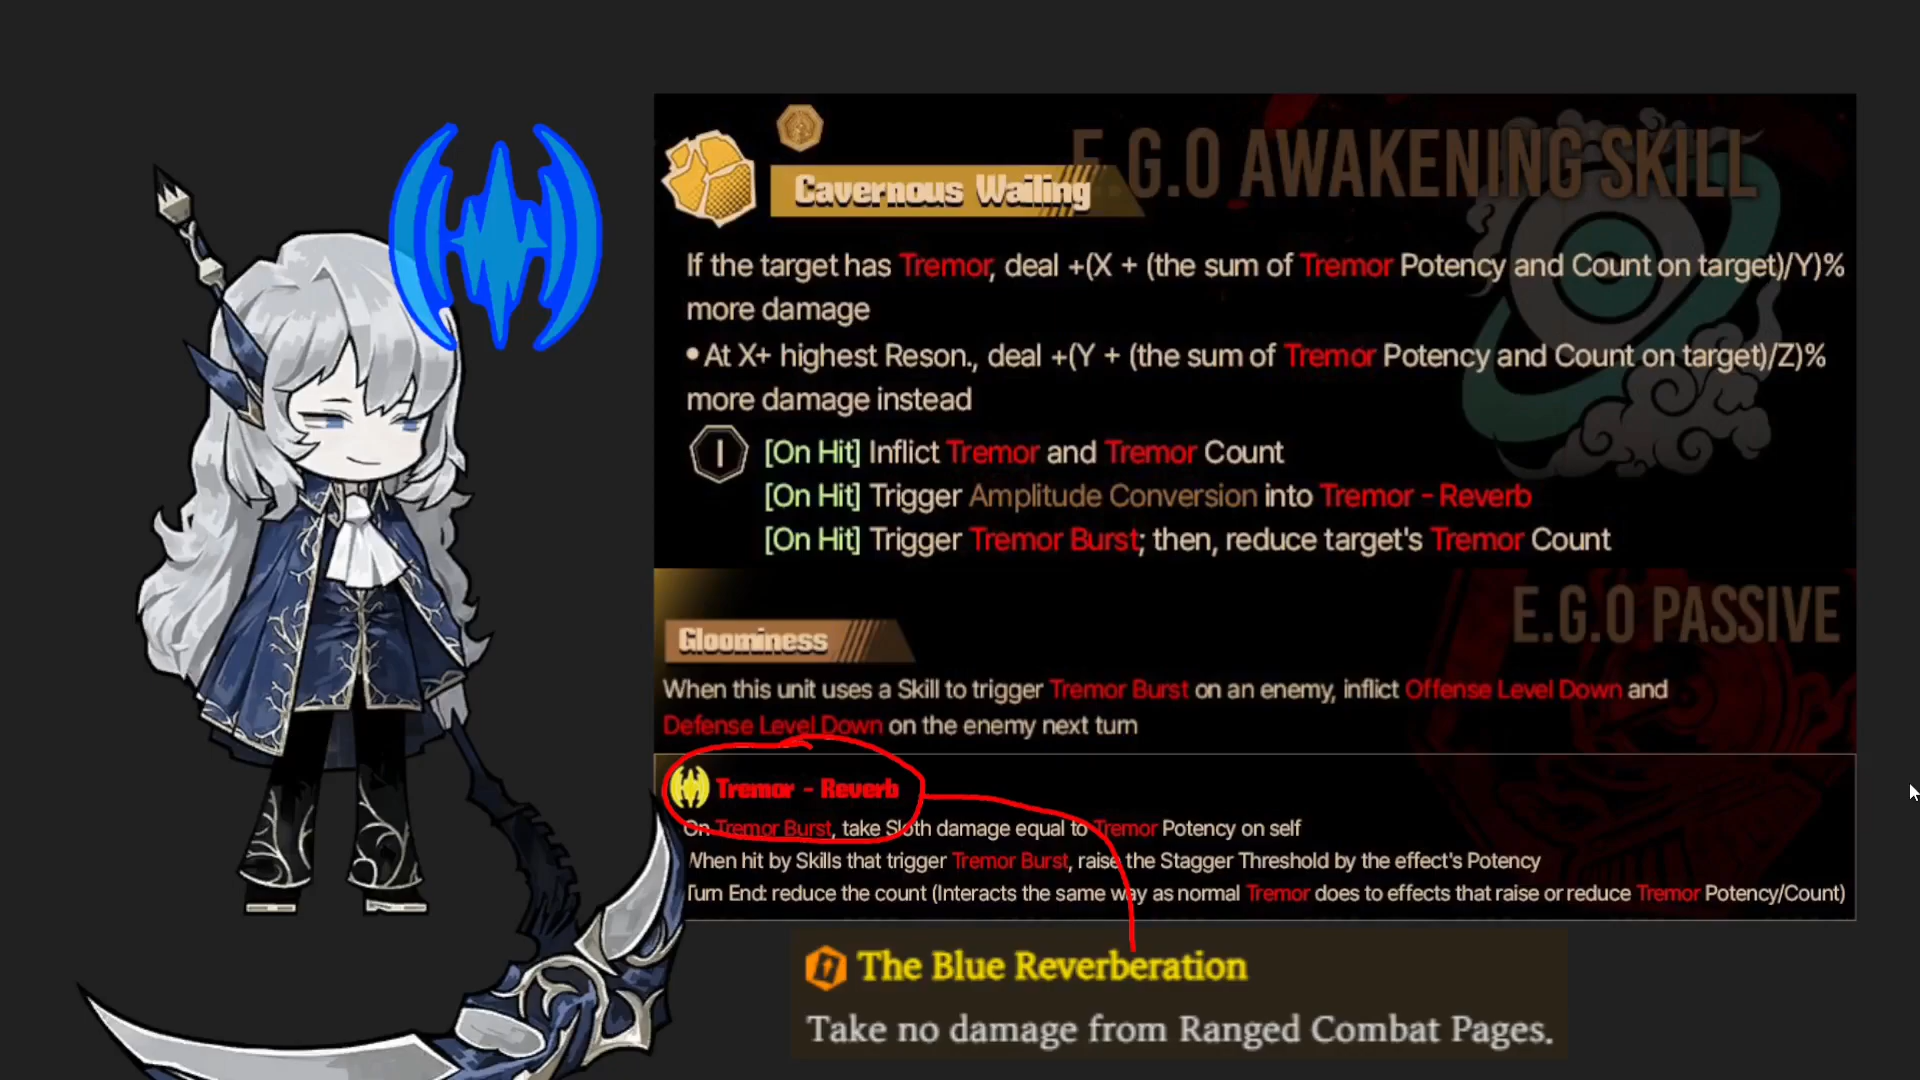 E.G.O AWAKENING SKILL
Cavernous Wailing
If the target has Tremor, deal +(X + (the sum of Tremor Potency and Count on target)/Y)%
more damage
•At X+ highest Reson., deal +(Y + (the sum of Tremor Potency and Count on target)/Z)%
more damage instead
I [On Hit] Inflict Tremor and Tremor Count
[On Hit] Trigger Amplitude Conversion into Tremor - Reverb
[On Hit] Trigger Tremor Burst; then, reduce target's Tremor Count
E.G.O PASSIVE
Gloominess
When this unit uses a Skill to trigger Tremor Burst on an enemy, inflict Offense Level Down and
Defense Level Down on the enemy next turn
Tremor - Reverb
On Tremor Burst, take Sloth damage equal to Tremor Potency on self
When hit by Skills that trigger Tremor Burst, raise the Stagger Threshold by the effect's Potency
Turn End: reduce the count (Interacts the same way as normal Tremor does to effects that raise or reduce Tremor Potency/Count)
The Blue Reverberation
Take no damage from Ranged Combat Pages.